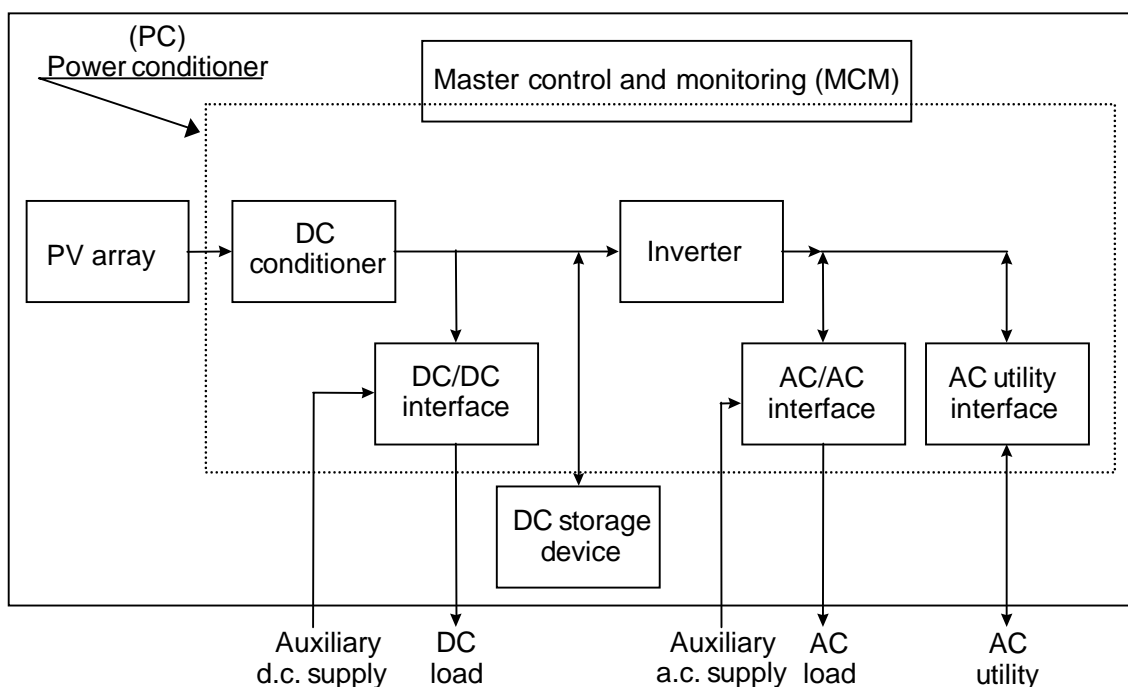 (PC)
Power conditioner
Master control and monitoring (MCM)
PV array
DC
conditioner
Inverter
DC/DC
interface
AC/AC
interface
AC utility
interface
DC storage
device
Auxiliary
d.c. supply
DC
load
Auxiliary
a.c. supply
AC
load
AC
utility